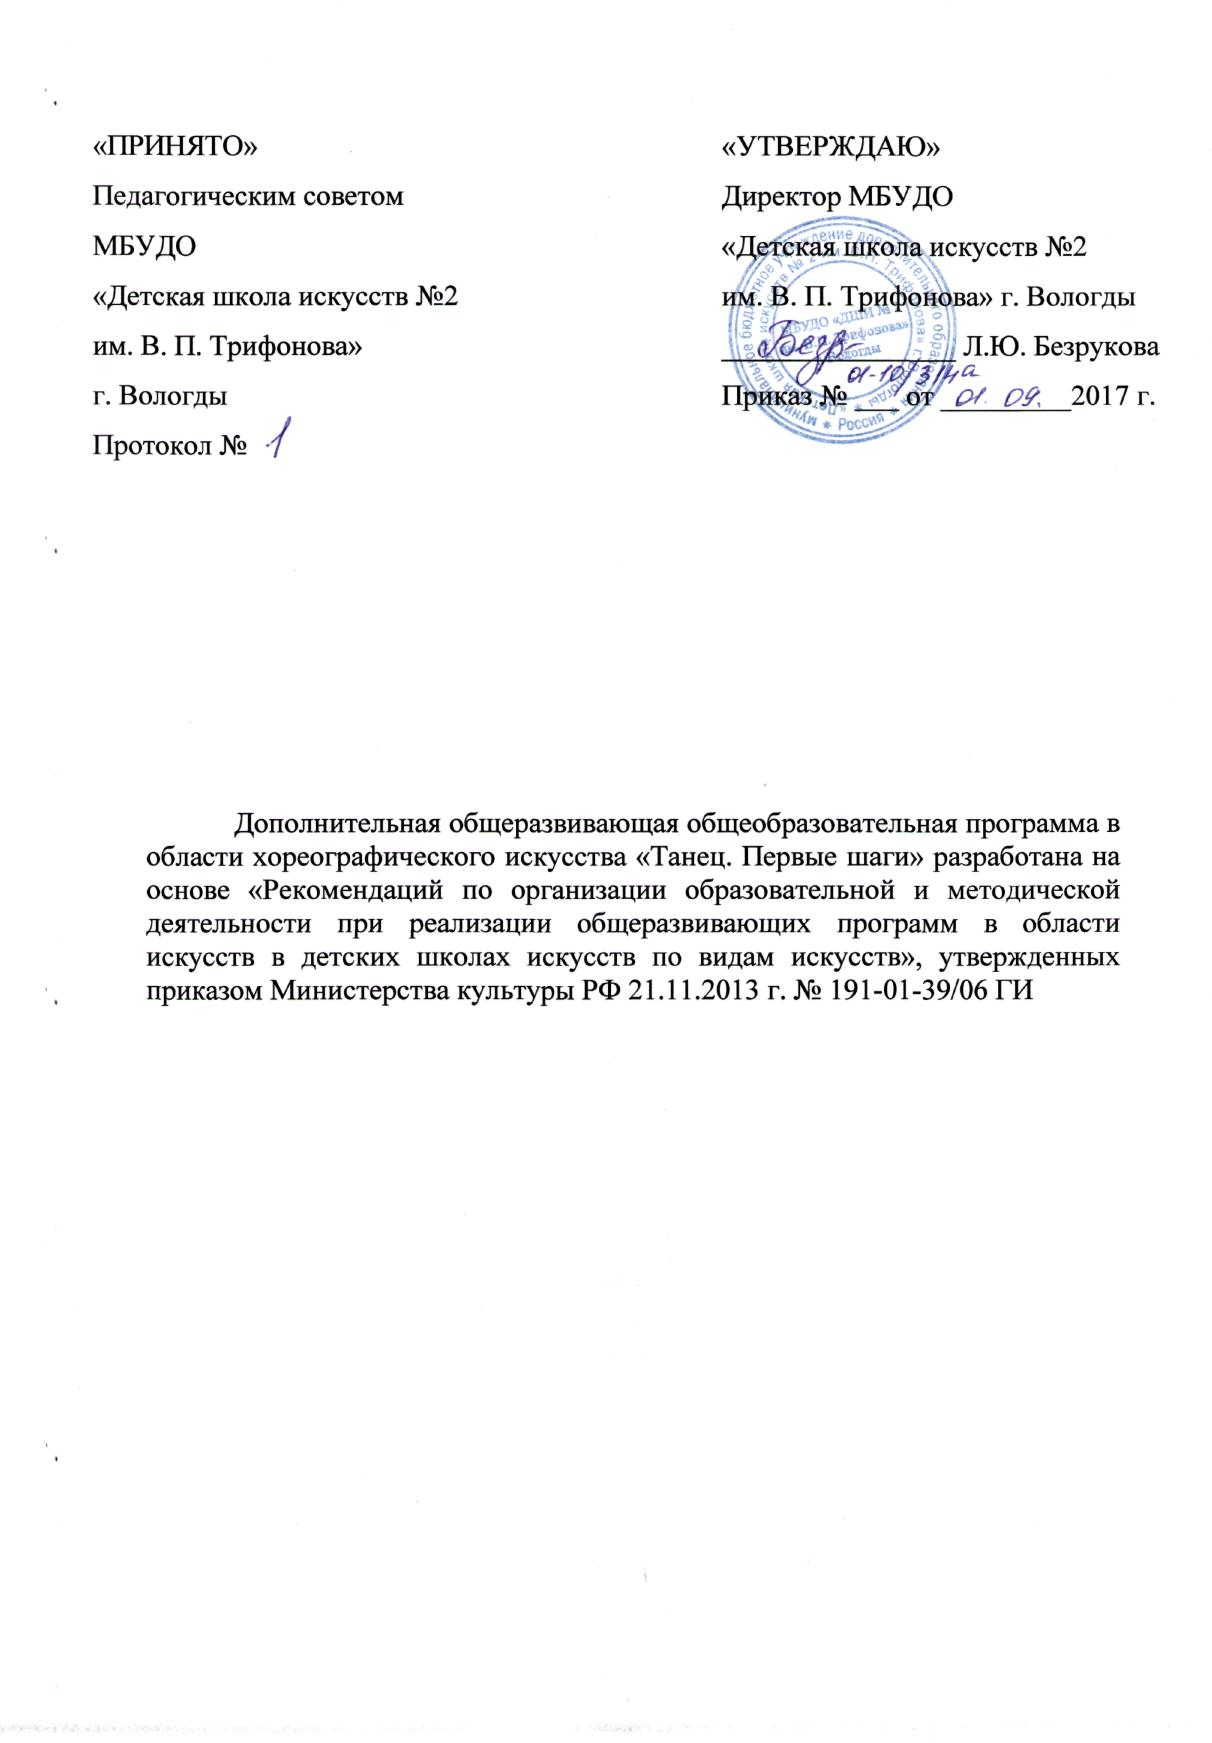 «ПРИНЯТО»
Педагогическим советом
МБУДО
«Детская школа искусств №2
им. В. П. Трифонова»
г. Вологды
Протокол № 1
«УТВЕРЖДАЮ»
Директор МБУДО
«Детская школа искусств №2
им. В. П. Трифонова» г. Вологды
Л.Ю. Безрукова
Приказ № 01-10/314а от 01. 09. 2017 г.
Дополнительная общеразвивающая общеобразовательная программа в
области хореографического искусства «Танец. Первые шаги» разработана на
основе «Рекомендаций по организации образовательной и методической
деятельности при реализации общеразвивающих программ в области
искусств в детских школах искусств по видам искусств», утвержденных
приказом Министерства культуры РФ 21.11.2013 г. № 191-01-39/06 ГИ